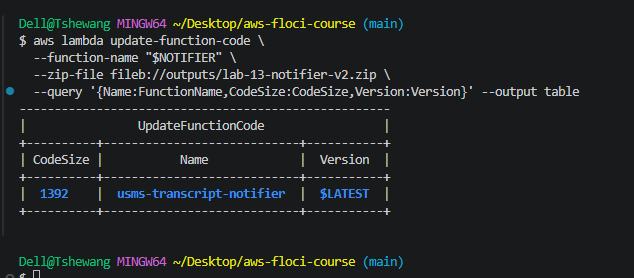 Dell@Tshewang MINGW64 ~/Desktop/aws-floci-course (main)
$ aws lambda update-function-code \
  --function-name "$NOTIFIER" \
  --zip-file fileb://outputs/lab-13-notifier-v2.zip \
  --query '{Name:FunctionName,CodeSize:CodeSize,Version:Version}' --output table
----------------------------------------------------
|                UpdateFunctionCode                |
+----------+---------------------------+-----------+
| CodeSize |           Name            |  Version  |
+----------+---------------------------+-----------+
|  1392    |  usms-transcript-notifier |  $LATEST  |
+----------+---------------------------+-----------+
Dell@Tshewang MINGW64 ~/Desktop/aws-floci-course (main)
$